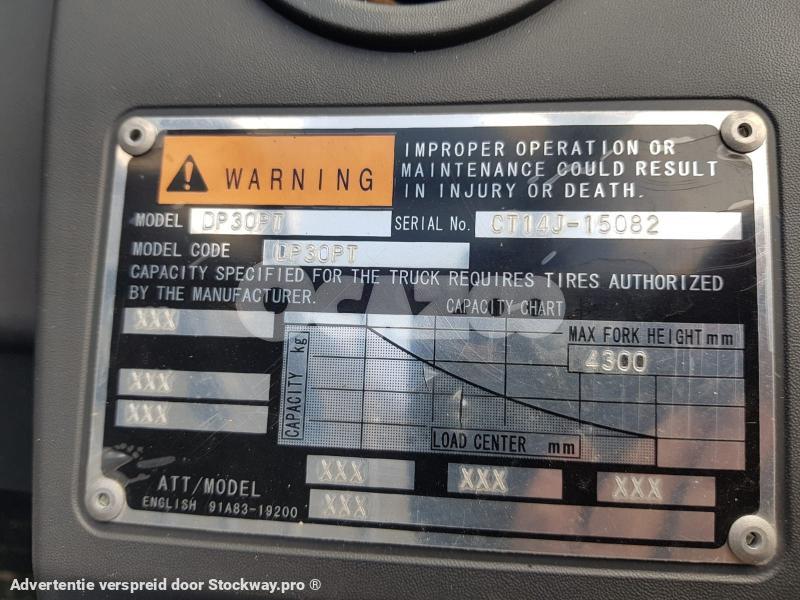 WARNING
IMPROPER OPERATION OR
MAINTENANCE COULD RESULT
IN INJURY OR DEATH.
MODEL DP30PT SERIAL No. CT14J-15082
MODEL CODE DP30PT
CAPACITY SPECIFIED FOR THE TRUCK REQUIRES TIRES AUTHORIZED
BY THE MANUFACTURER.
CAPACITY CHART
XXX
MAX FORK HEIGHT mm
4300
CAPACITY kg
XXX
XXX
LOAD CENTER mm
XXX XXX XXX
ATT/MODEL
XXX
ENGLISH 91A83-19200
Advertentie verspreid door Stockway.pro ®